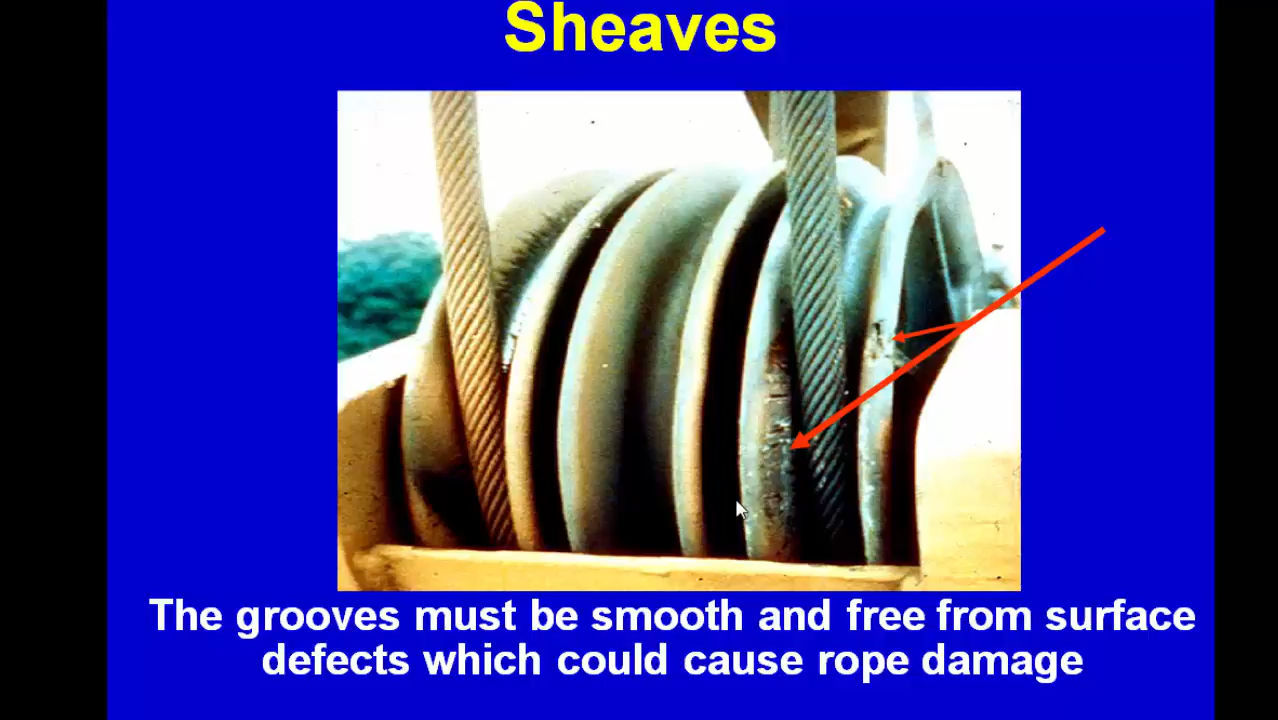 Sheaves
The grooves must be smooth and free from surface
defects which could cause rope damage